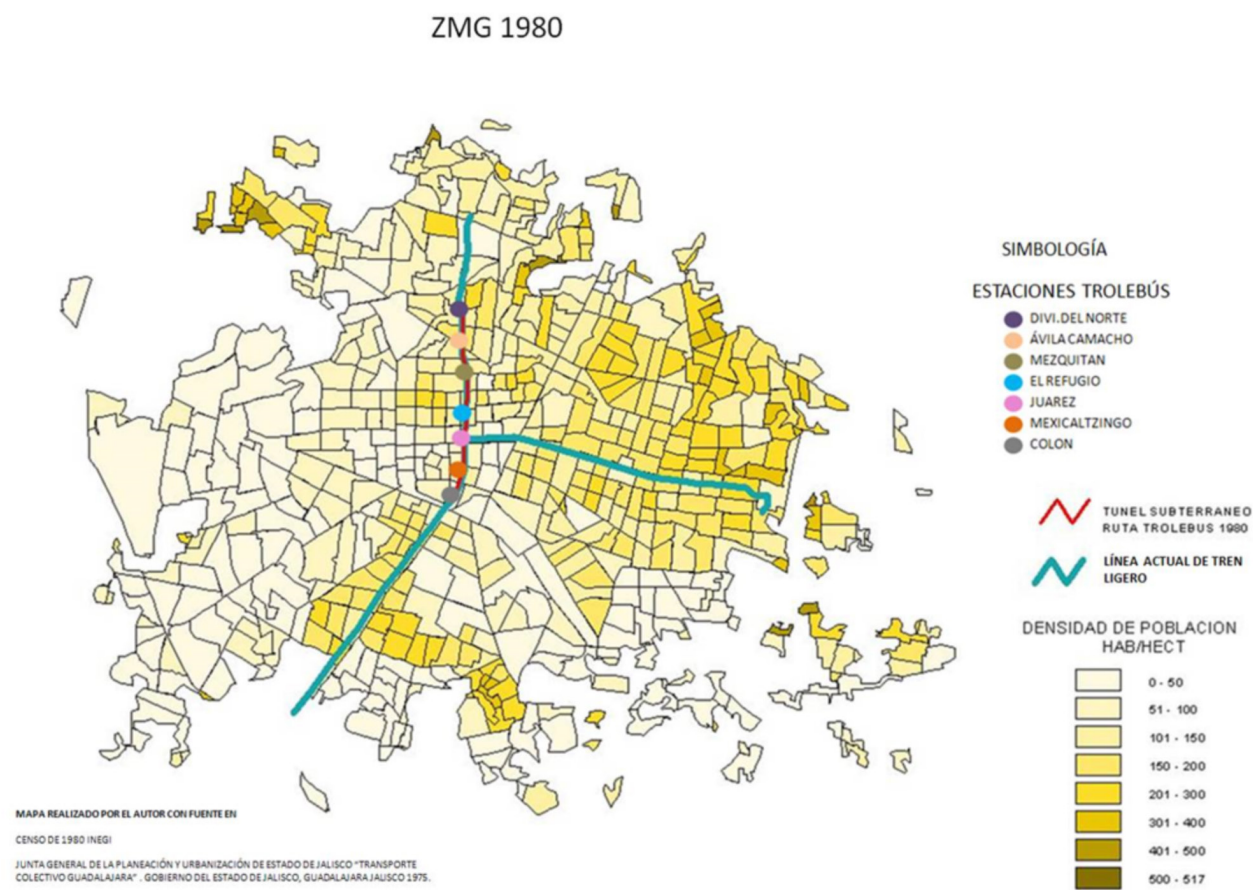 ZMG 1980
SIMBOLOGÍA
ESTACIONES TROLEBÚS
DIVI.DEL NORTE
ÁVILA CAMACHO
MEZQUITAN
EL REFUGIO
JUAREZ
MEXICALTZINGO
COLON
TUNEL SUBTERRANEO
RUTA TROLEBUS 1980
LÍNEA ACTUAL DE TREN
LIGERO
DENSIDAD DE POBLACION
HAB/HECT
0 - 50
51 - 100
101 - 150
150 - 200
201 - 300
301 - 400
401 - 500
500 - 517
MAPA REALIZADO POR EL AUTOR CON FUENTE EN
CENSO DE 1980 INEGI
JUNTA GENERAL DE LA PLANEACIÓN Y URBANIZACIÓN DE ESTADO DE JALISCO "TRANSPORTE
COLECTIVO GUADALAJARA" . GOBIERNO DEL ESTADO DE JALISCO, GUADALAJARA JALISCO 1975.